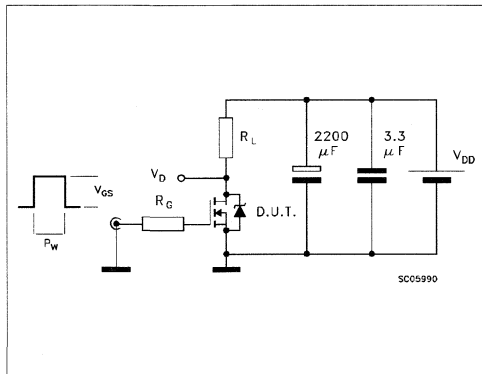 R_L
2200 μF
3.3 μF
V_DD
V_D
V_GS
R_G
D.U.T.
P_W
SC05990